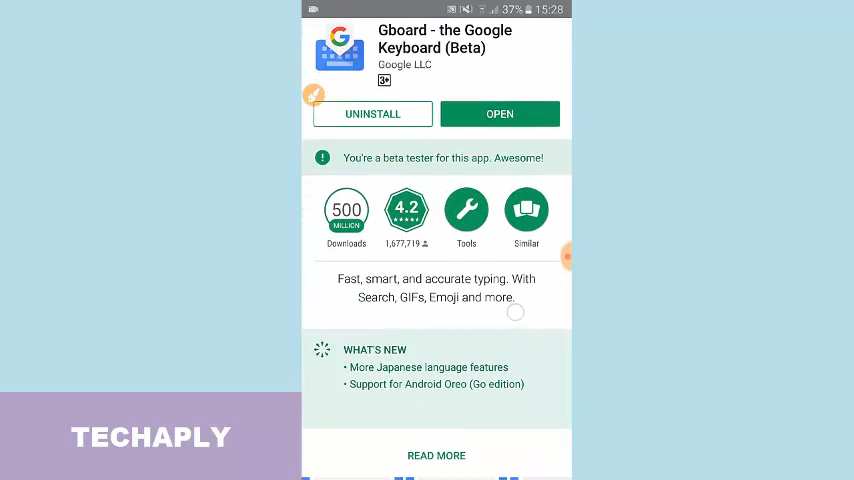 37% 15:28
Gboard - the Google
Keyboard (Beta)
Google LLC
3+
UNINSTALL
OPEN
! You're a beta tester for this app. Awesome!
500
MILLION
Downloads
4.2
1,677,719
Tools
Similar
Fast, smart, and accurate typing. With
Search, GIFs, Emoji and more.
WHAT'S NEW
• More Japanese language features
• Support for Android Oreo (Go edition)
READ MORE
TECHAPLY